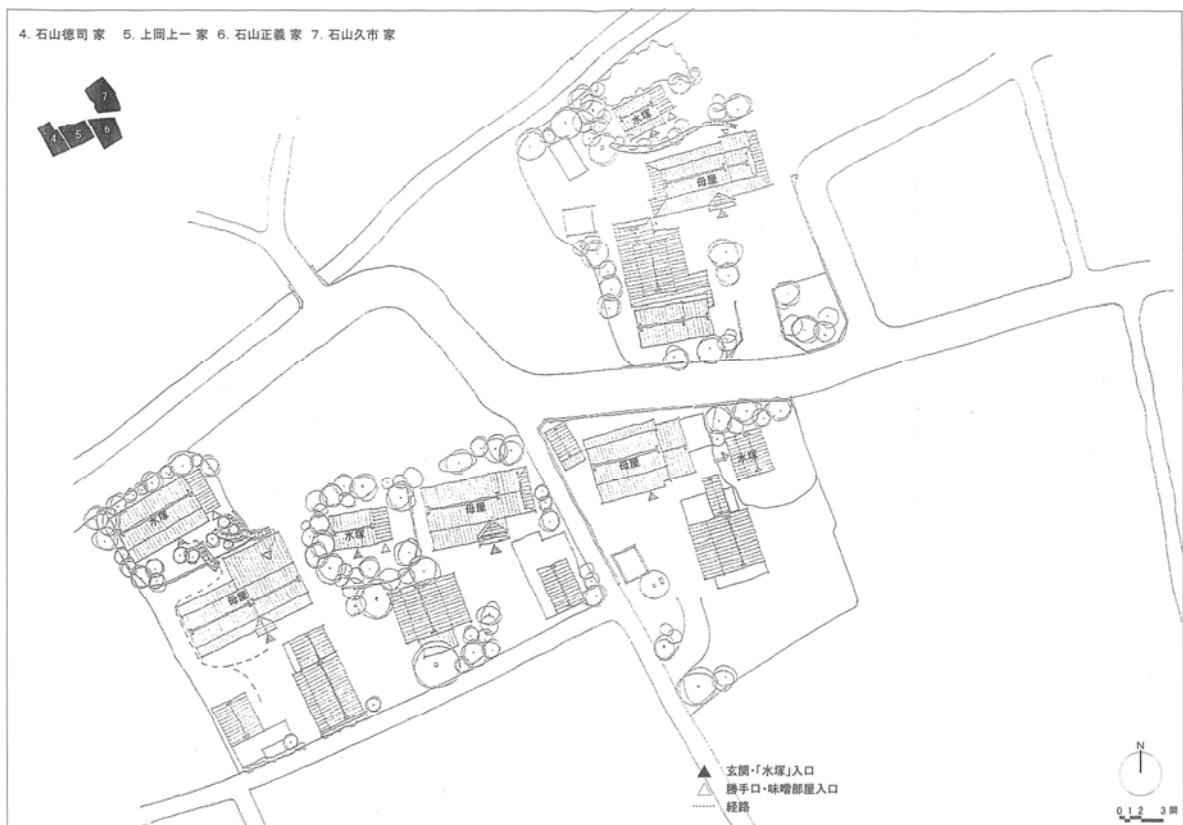 4. 石山徳司 家 5. 上岡上一 家 6. 石山正義 家 7. 石山久市 家
7
4 5 6
水塚
母屋
母屋
水塚
水塚
母屋
水塚
母屋
▲ 玄関・「水塚」入口
△ 勝手口・味噌部屋入口
...... 経路
N
0 1 2 3 間